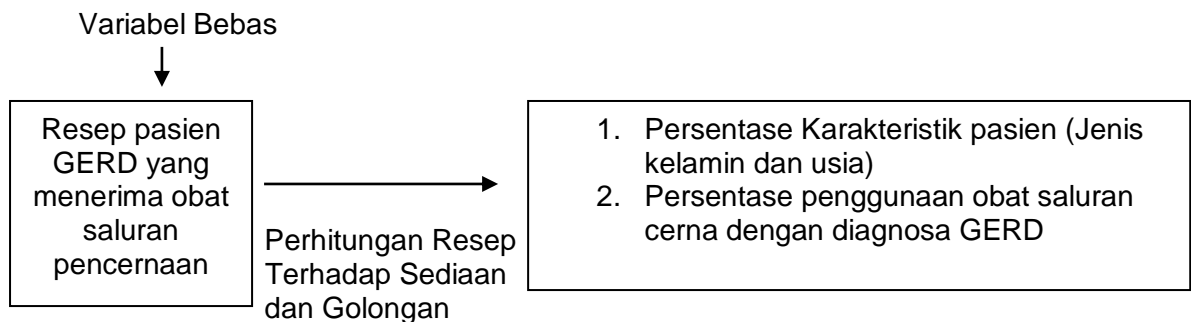 Variabel Bebas
Resep pasien
GERD yang
menerima obat
saluran
pencernaan
Perhitungan Resep
Terhadap Sediaan
dan Golongan
1. Persentase Karakteristik pasien (Jenis
kelamin dan usia)
2. Persentase penggunaan obat saluran
cerna dengan diagnosa GERD